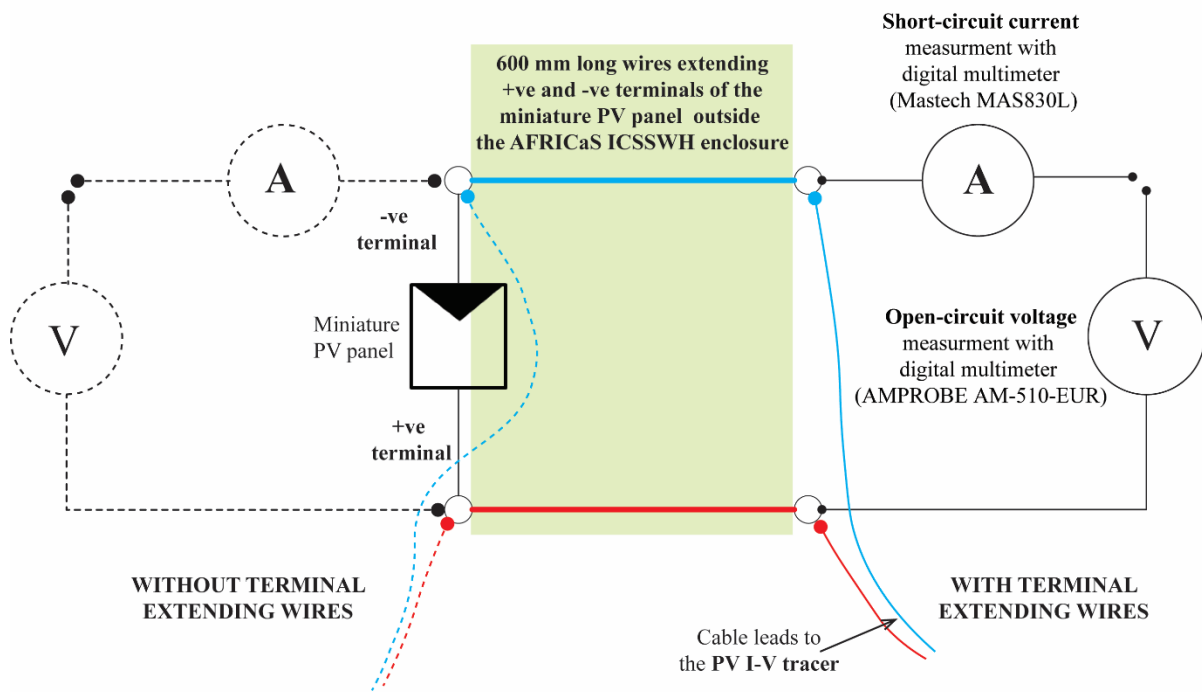 600 mm long wires extending
+ve and -ve terminals of the
miniature PV panel outside
the AFRICaS ICSSWH enclosure
Short-circuit current
measurment with
digital multimeter
(Mastech MAS830L)
A
A
-ve
terminal
V
Miniature
PV panel
Open-circuit voltage
measurment with
digital multimeter
(AMPROBE AM-510-EUR)
V
+ve
terminal
WITHOUT TERMINAL
EXTENDING WIRES
WITH TERMINAL
EXTENDING WIRES
Cable leads to
the PV I-V tracer